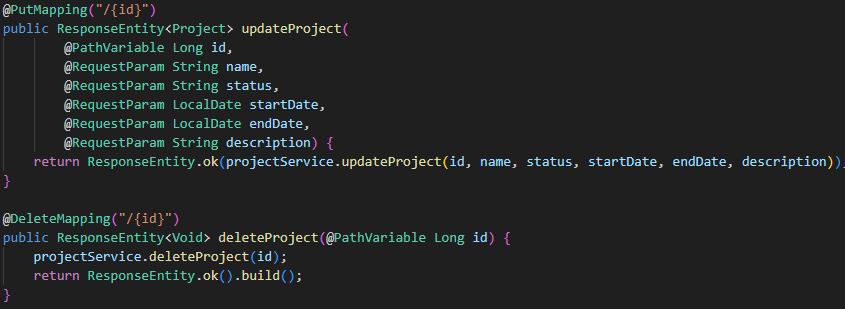 @PutMapping("/{id}")
public ResponseEntity<Project> updateProject(
        @PathVariable Long id,
        @RequestParam String name,
        @RequestParam String status,
        @RequestParam LocalDate startDate,
        @RequestParam LocalDate endDate,
        @RequestParam String description) {
    return ResponseEntity.ok(projectService.updateProject(id, name, status, startDate, endDate, description));
}

@DeleteMapping("/{id}")
public ResponseEntity<Void> deleteProject(@PathVariable Long id) {
    projectService.deleteProject(id);
    return ResponseEntity.ok().build();
}